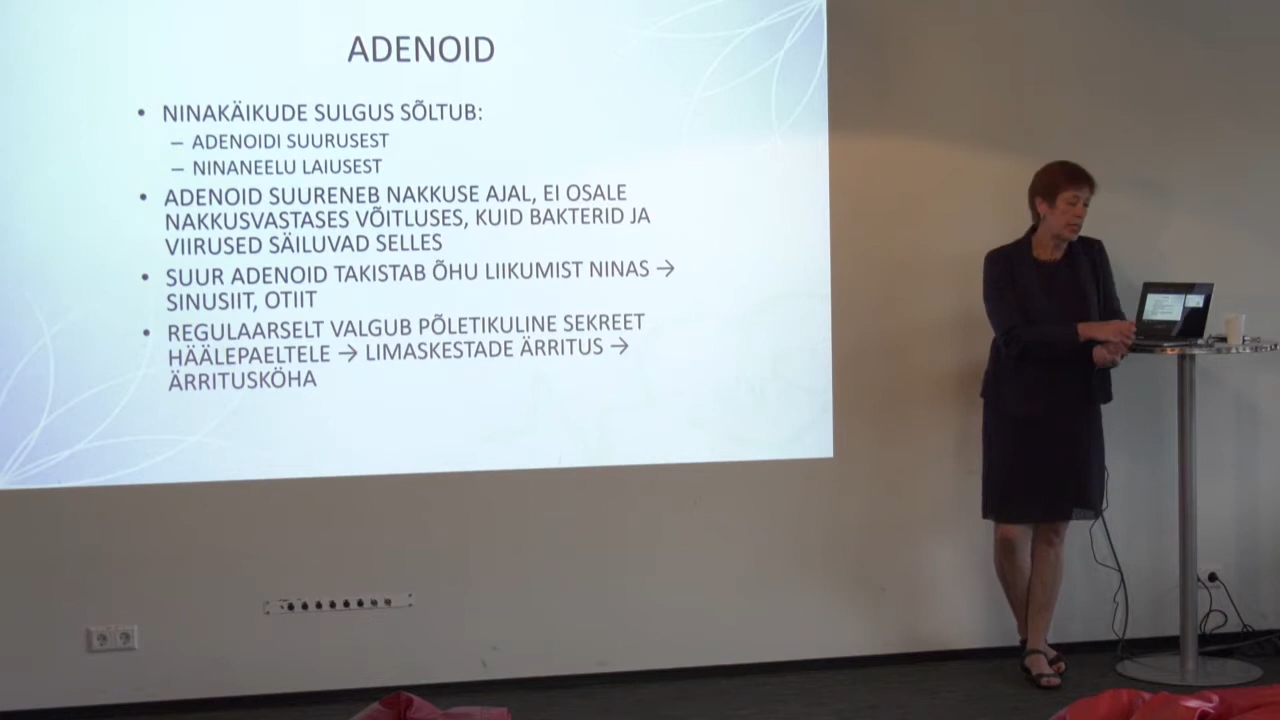 ADENOID
• NINAKÄIKUDE SULGUS SÕLTUB:
– ADENOIDI SUURUSEST
– NINANEELU LAIUSEST
• ADENOID SUURENEB NAKKUSE AJAL, EI OSALE
NAKKUSVASTASES VÕITLUSES, KUID BAKTERID JA
VIIRUSED SÄILUVAD SELLES
• SUUR ADENOID TAKISTAB ÕHU LIIKUMIST NINAS →
SINUSIIT, OTIIT
• REGULAARSELT VALGUB PÕLETIKULINE SEKREET
HÄÄLEPAELTELE → LIMASKESTADE ÄRRITUS →
ÄRRITUSKÖHA